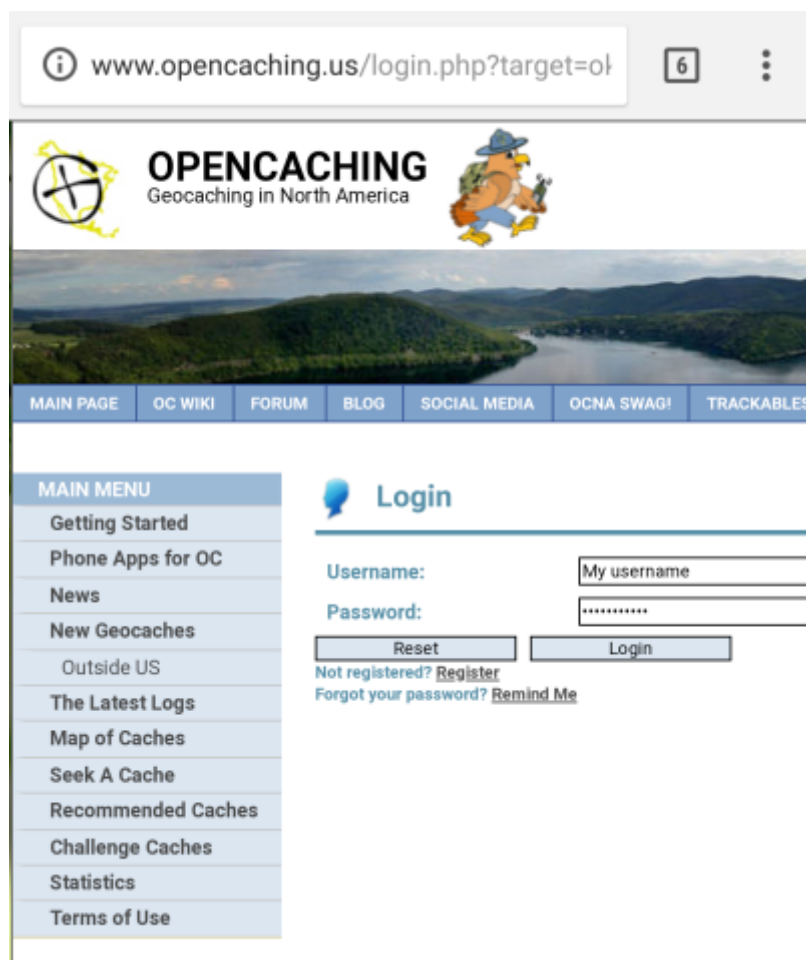 www.opencaching.us/login.php?target=ok
6
OPENCACHING
Geocaching in North America
MAIN PAGE OC WIKI FORUM BLOG SOCIAL MEDIA OCNA SWAG! TRACKABLES
MAIN MENU
Getting Started
Phone Apps for OC
News
New Geocaches
Outside US
The Latest Logs
Map of Caches
Seek A Cache
Recommended Caches
Challenge Caches
Statistics
Terms of Use
Login
Username: My username
Password: ···········
Reset Login
Not registered? Register
Forgot your password? Remind Me